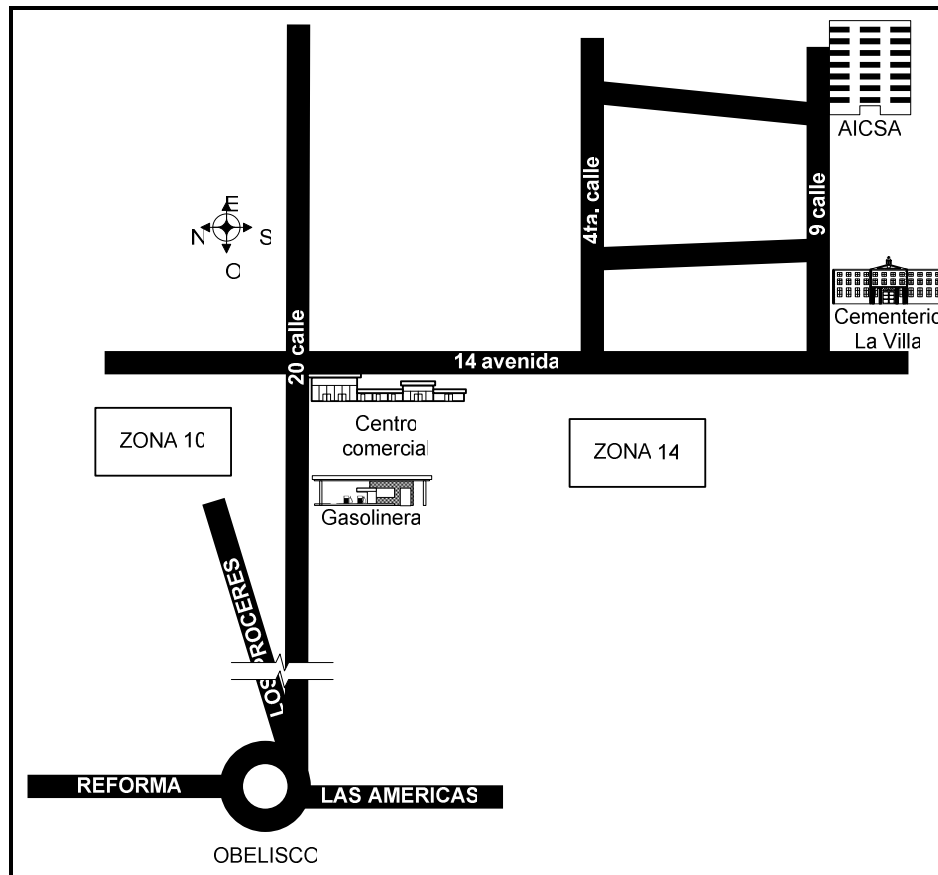 AICSA
E
N
S
O
4ta. calle
9 calle
Cementerio
La Villa
20 calle
14 avenida
ZONA 10
Centro
comercial
ZONA 14
Gasolinera
LOS PROCERES
REFORMA
LAS AMERICAS
OBELISCO